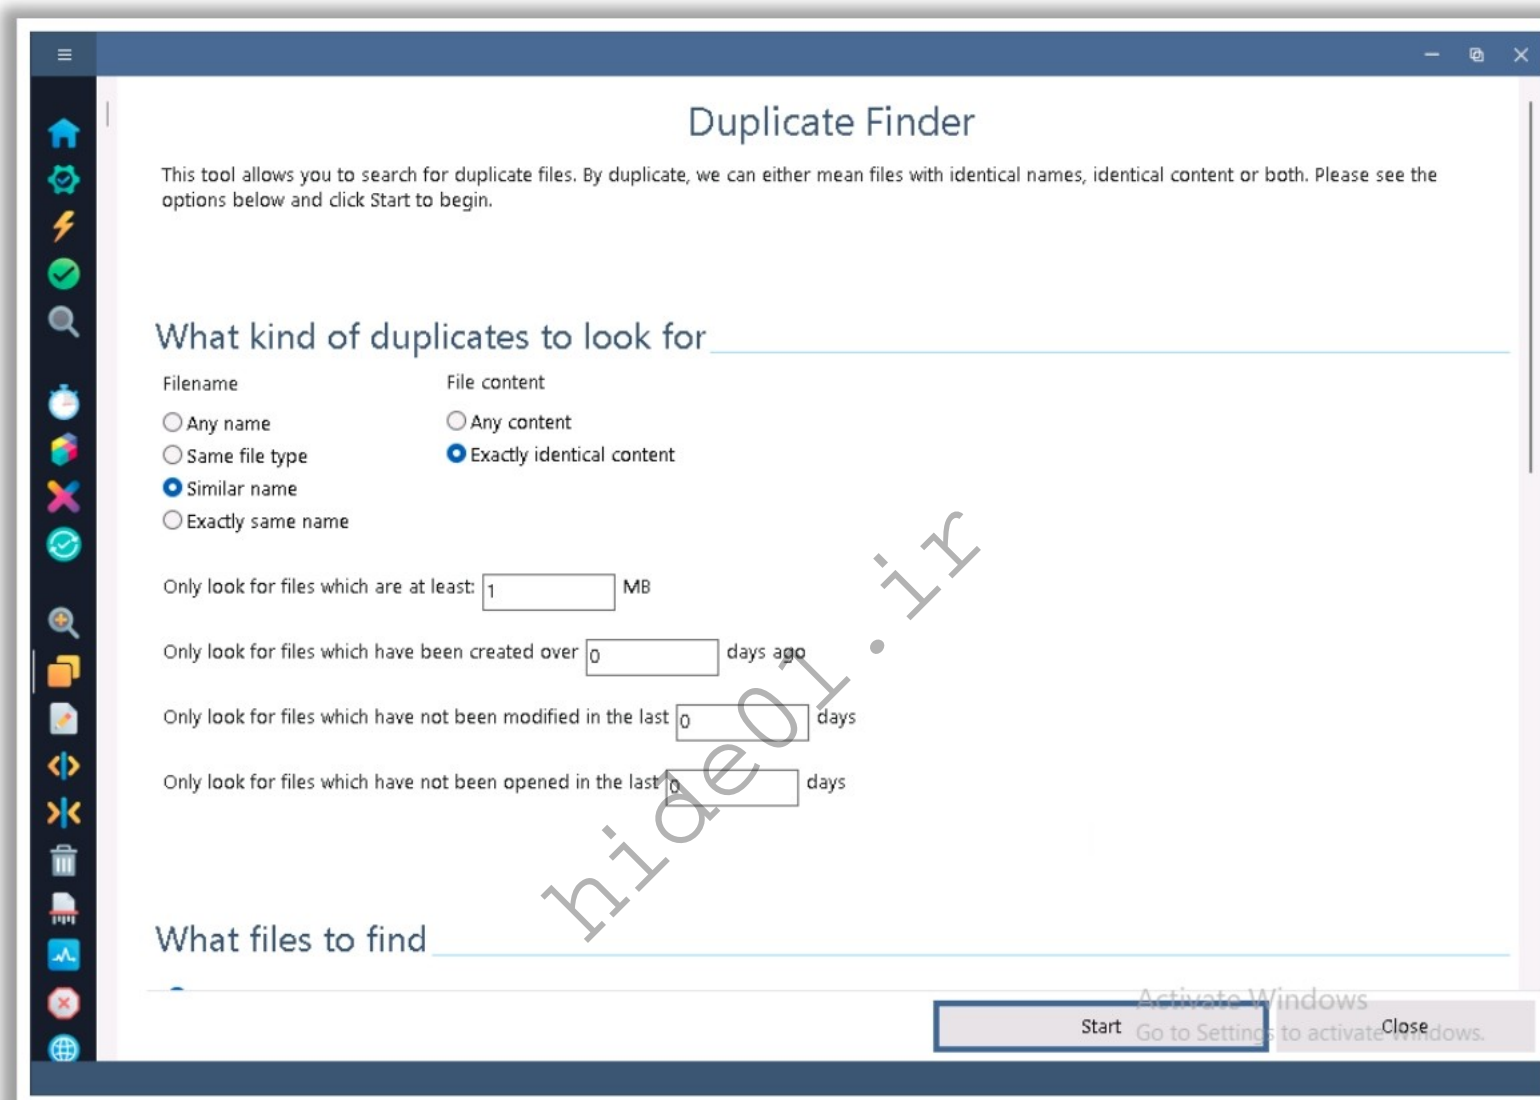 Duplicate Finder
This tool allows you to search for duplicate files. By duplicate, we can either mean files with identical names, identical content or both. Please see the
options below and click Start to begin.
What kind of duplicates to look for
Filename
Any name
Same file type
Similar name
Exactly same name
File content
Any content
Exactly identical content
Only look for files which are at least: 1 MB
Only look for files which have been created over 0 days ago
Only look for files which have not been modified in the last 0 days
Only look for files which have not been opened in the last 0 days
hide01.ir
What files to find
Start
Close
Activate Windows
Go to Settings to activate Windows.